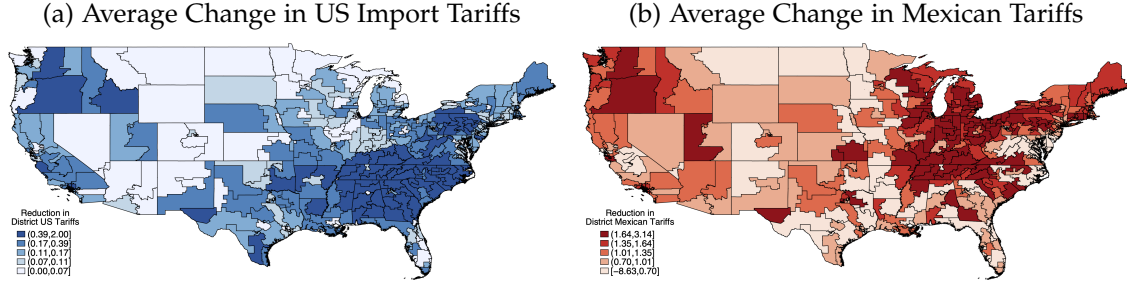 (a) Average Change in US Import Tariffs
(b) Average Change in Mexican Tariffs
Reduction in
District US Tariffs
(0.39,2.00]
(0.17,0.39]
(0.11,0.17]
(0.07,0.11]
[0.00,0.07]
Reduction in
District Mexican Tariffs
(1.64,3.14]
(1.35,1.64]
(1.01,1.35]
(0.70,1.01]
[−8.63,0.70]